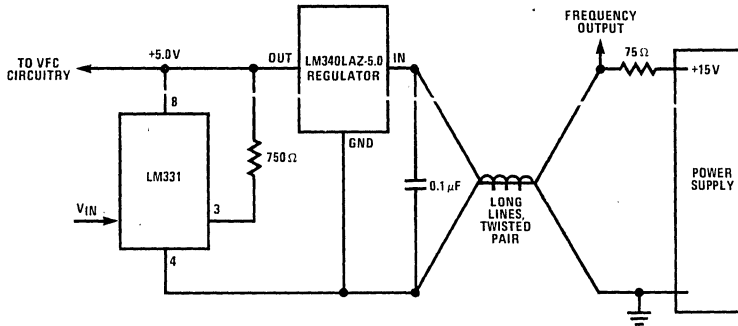 TO VFC
CIRCUITRY
+5.0V
OUT
LM340LAZ-5.0
REGULATOR
IN
GND
8
LM331
750Ω
VIN
3
4
0.1 μF
LONG
LINES,
TWISTED
PAIR
FREQUENCY
OUTPUT
75Ω
+15V
POWER
SUPPLY